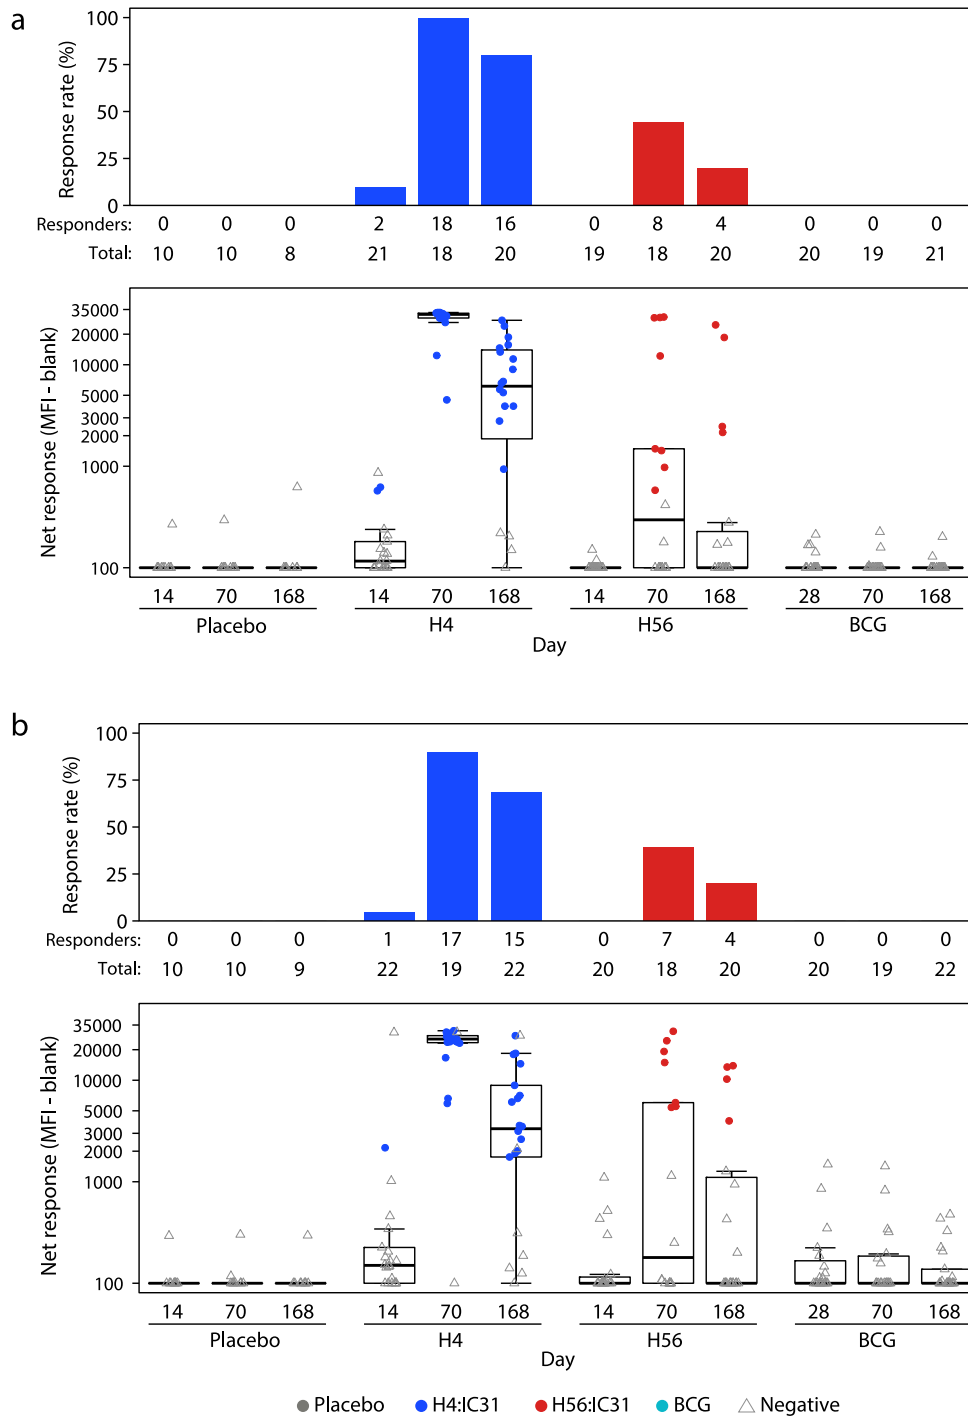 a
Response rate (%)
100
75
50
25
0
Responders: 0 0 0 2 18 16 0 8 4 0 0 0
Total: 10 10 8 21 18 20 19 18 20 20 19 21
Net response (MFI - blank)
35000
20000
10000
5000
3000
2000
1000
100
14 70 168 14 70 168 14 70 168 28 70 168
Placebo H4 H56 BCG
Day
b
Response rate (%)
100
75
50
25
0
Responders: 0 0 0 1 17 15 0 7 4 0 0 0
Total: 10 10 9 22 19 22 20 18 20 20 19 22
Net response (MFI - blank)
35000
20000
10000
5000
3000
2000
1000
100
14 70 168 14 70 168 14 70 168 28 70 168
Placebo H4 H56 BCG
Day
Placebo H4:IC31 H56:IC31 BCG Negative